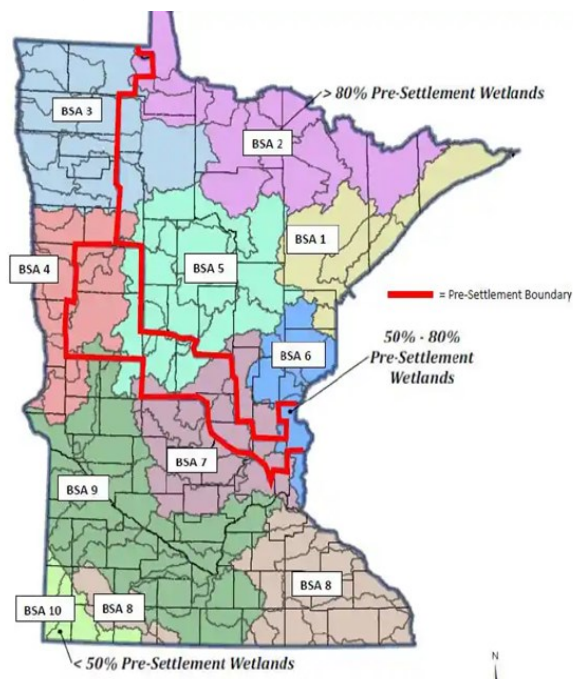 BSA 3
> 80% Pre-Settlement Wetlands
BSA 2
BSA 1
BSA 4
BSA 5
= Pre-Settlement Boundary
50% - 80%
Pre-Settlement
Wetlands
BSA 6
BSA 7
BSA 9
BSA 8
BSA 10
BSA 8
< 50% Pre-Settlement Wetlands
N